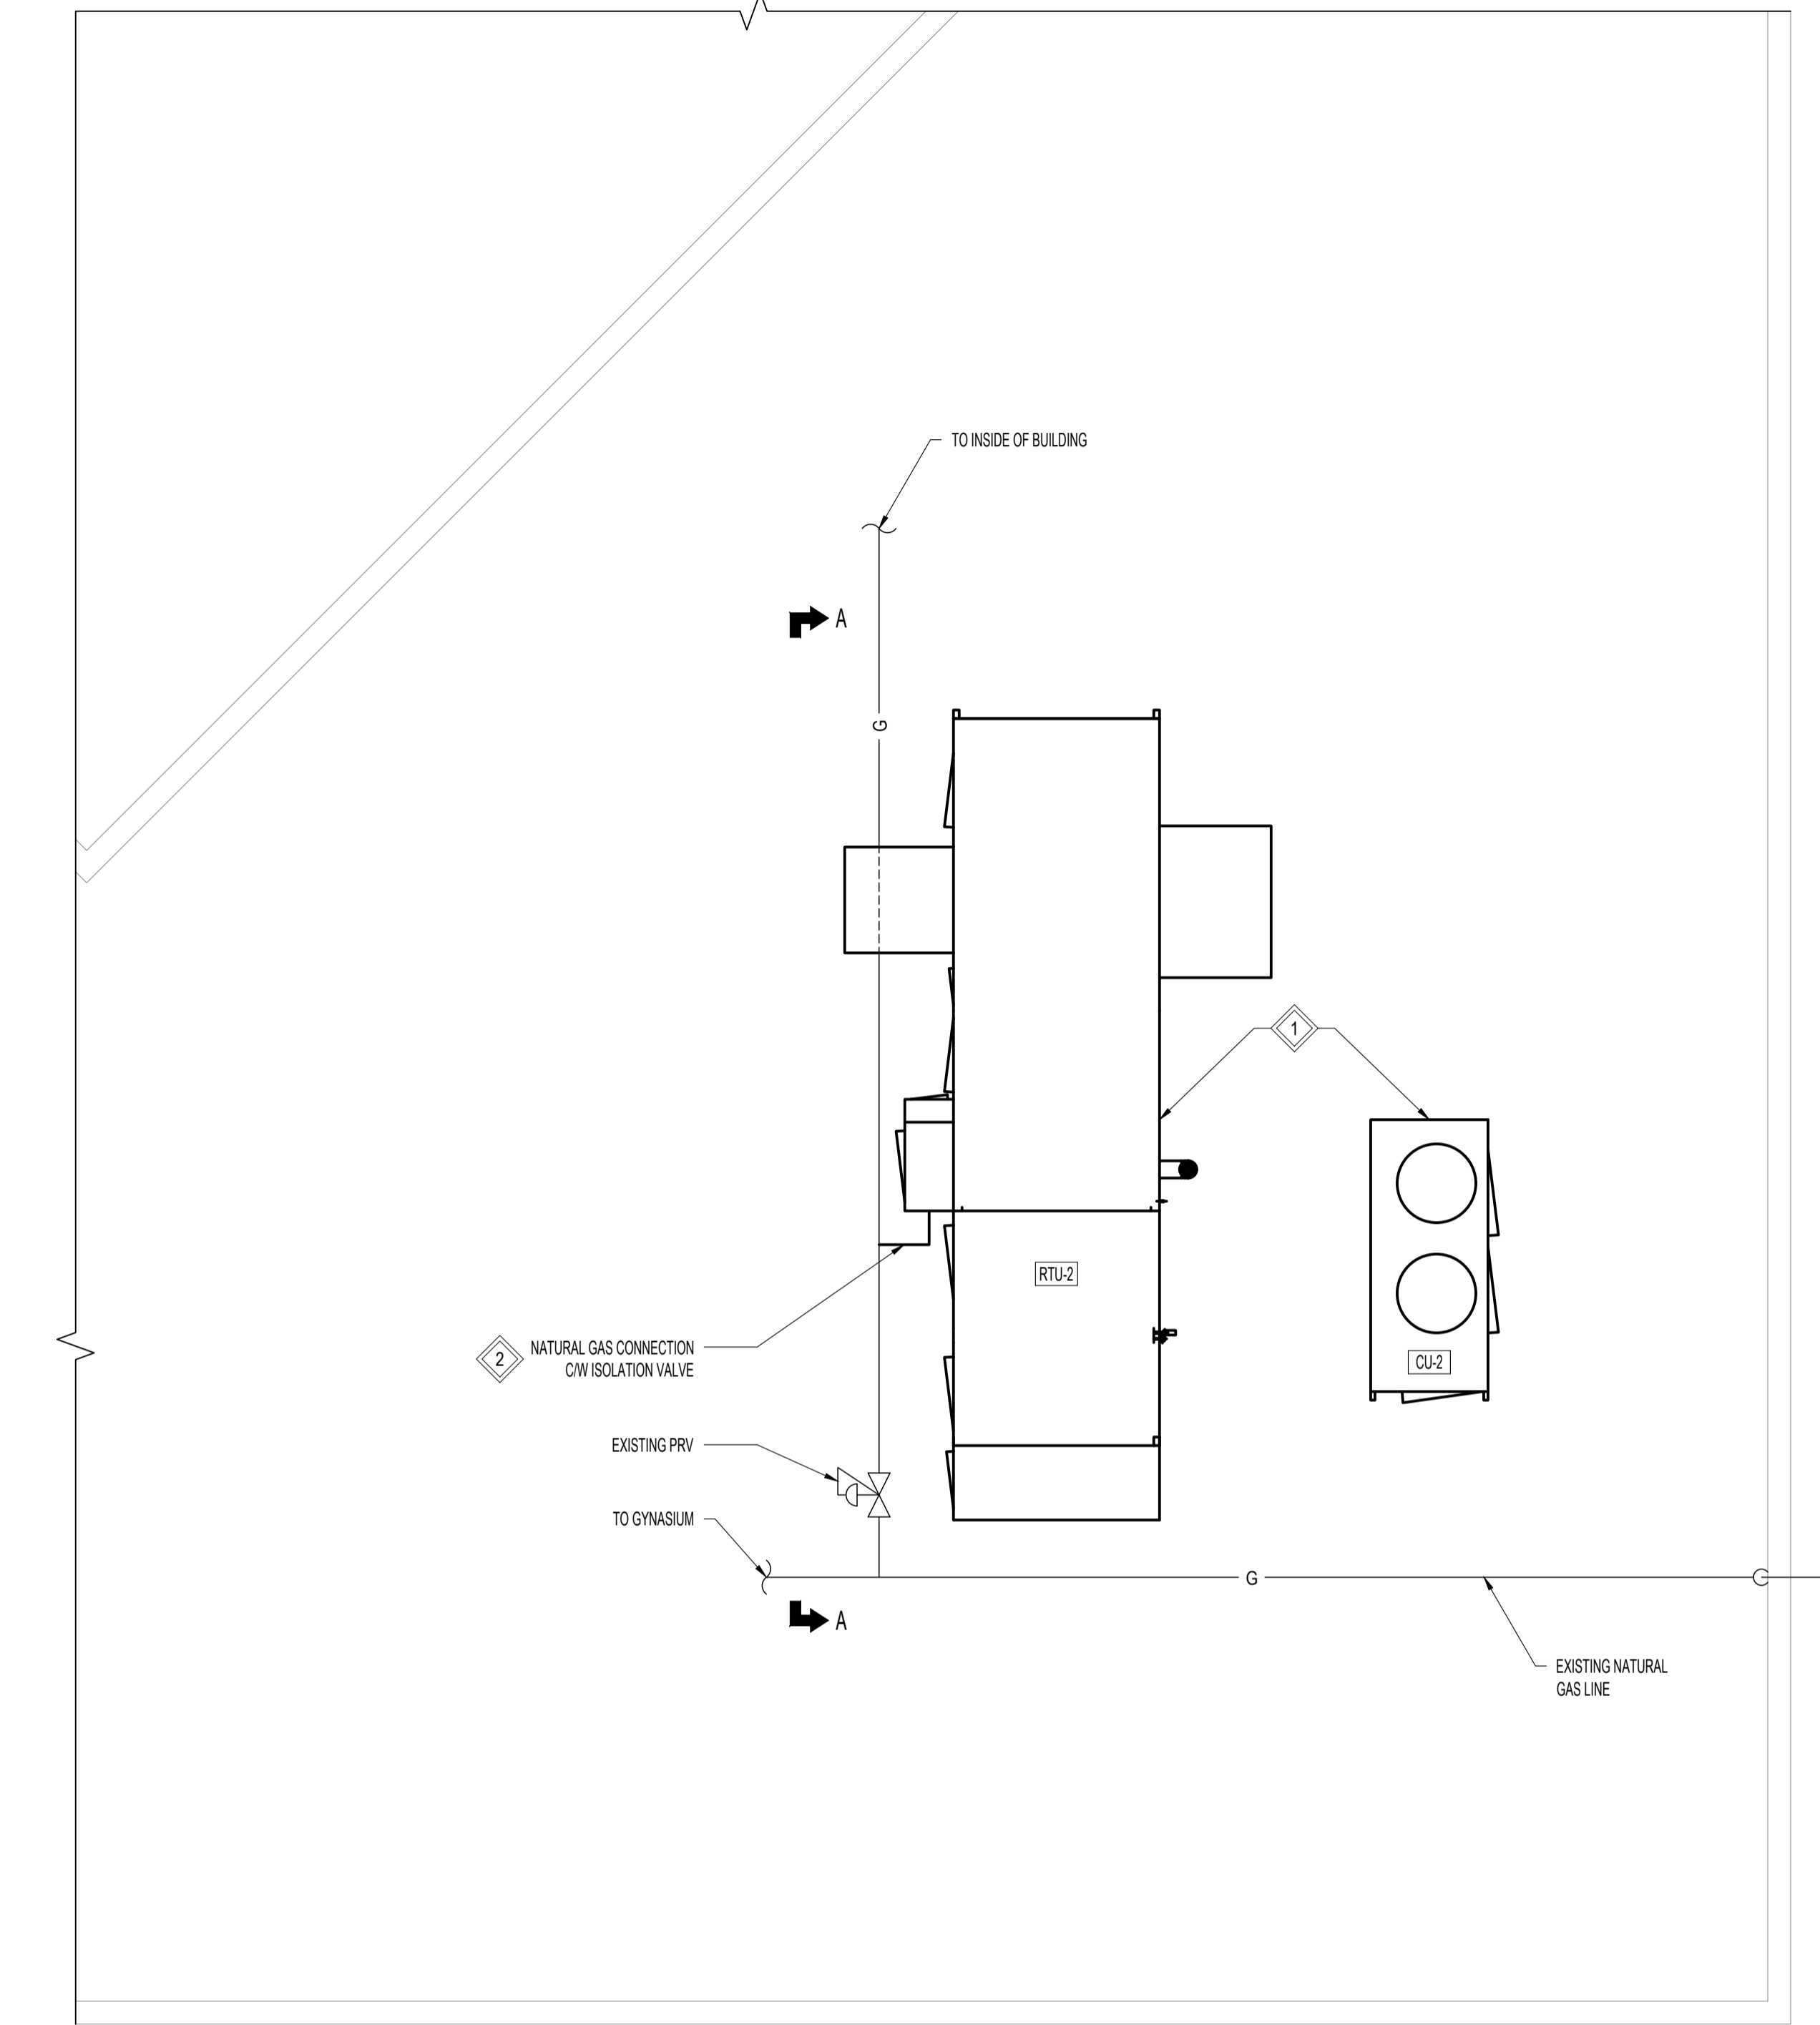 TO INSIDE OF BUILDING
A
G
1
RTU-2
2
NATURAL GAS CONNECTION
C/W ISOLATION VALVE
CU-2
EXISTING PRV
TO GYNASIUM
G
A
EXISTING NATURAL
GAS LINE